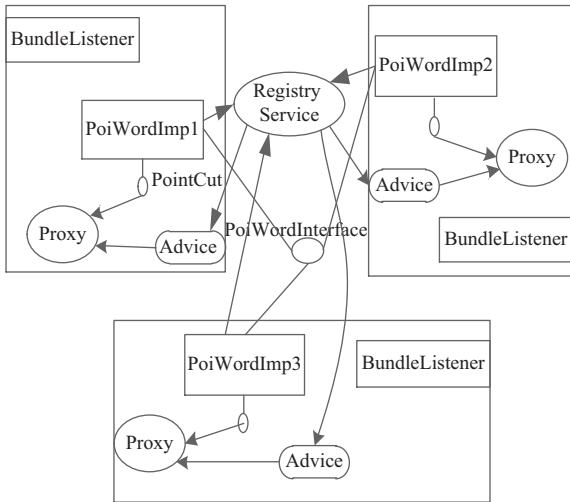 BundleListener
PoiWordImp1
PointCut
Proxy
Advice
Registry
Service
PoiWordInterface
PoiWordImp2
Proxy
Advice
BundleListener
PoiWordImp3
BundleListener
Proxy
Advice